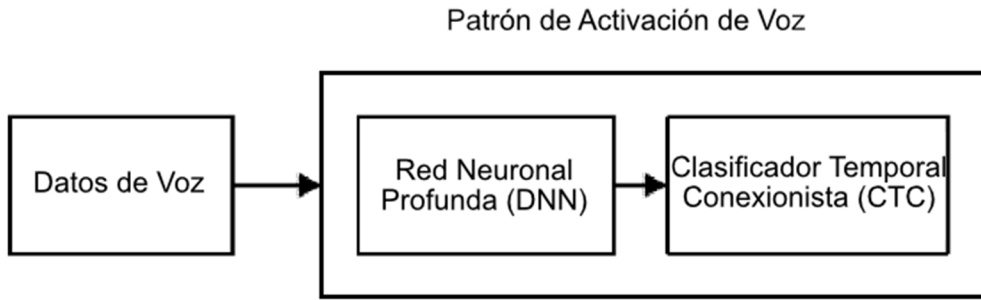 Patrón de Activación de Voz
Datos de Voz
Red Neuronal
Profunda (DNN)
Clasificador Temporal
Conexionista (CTC)